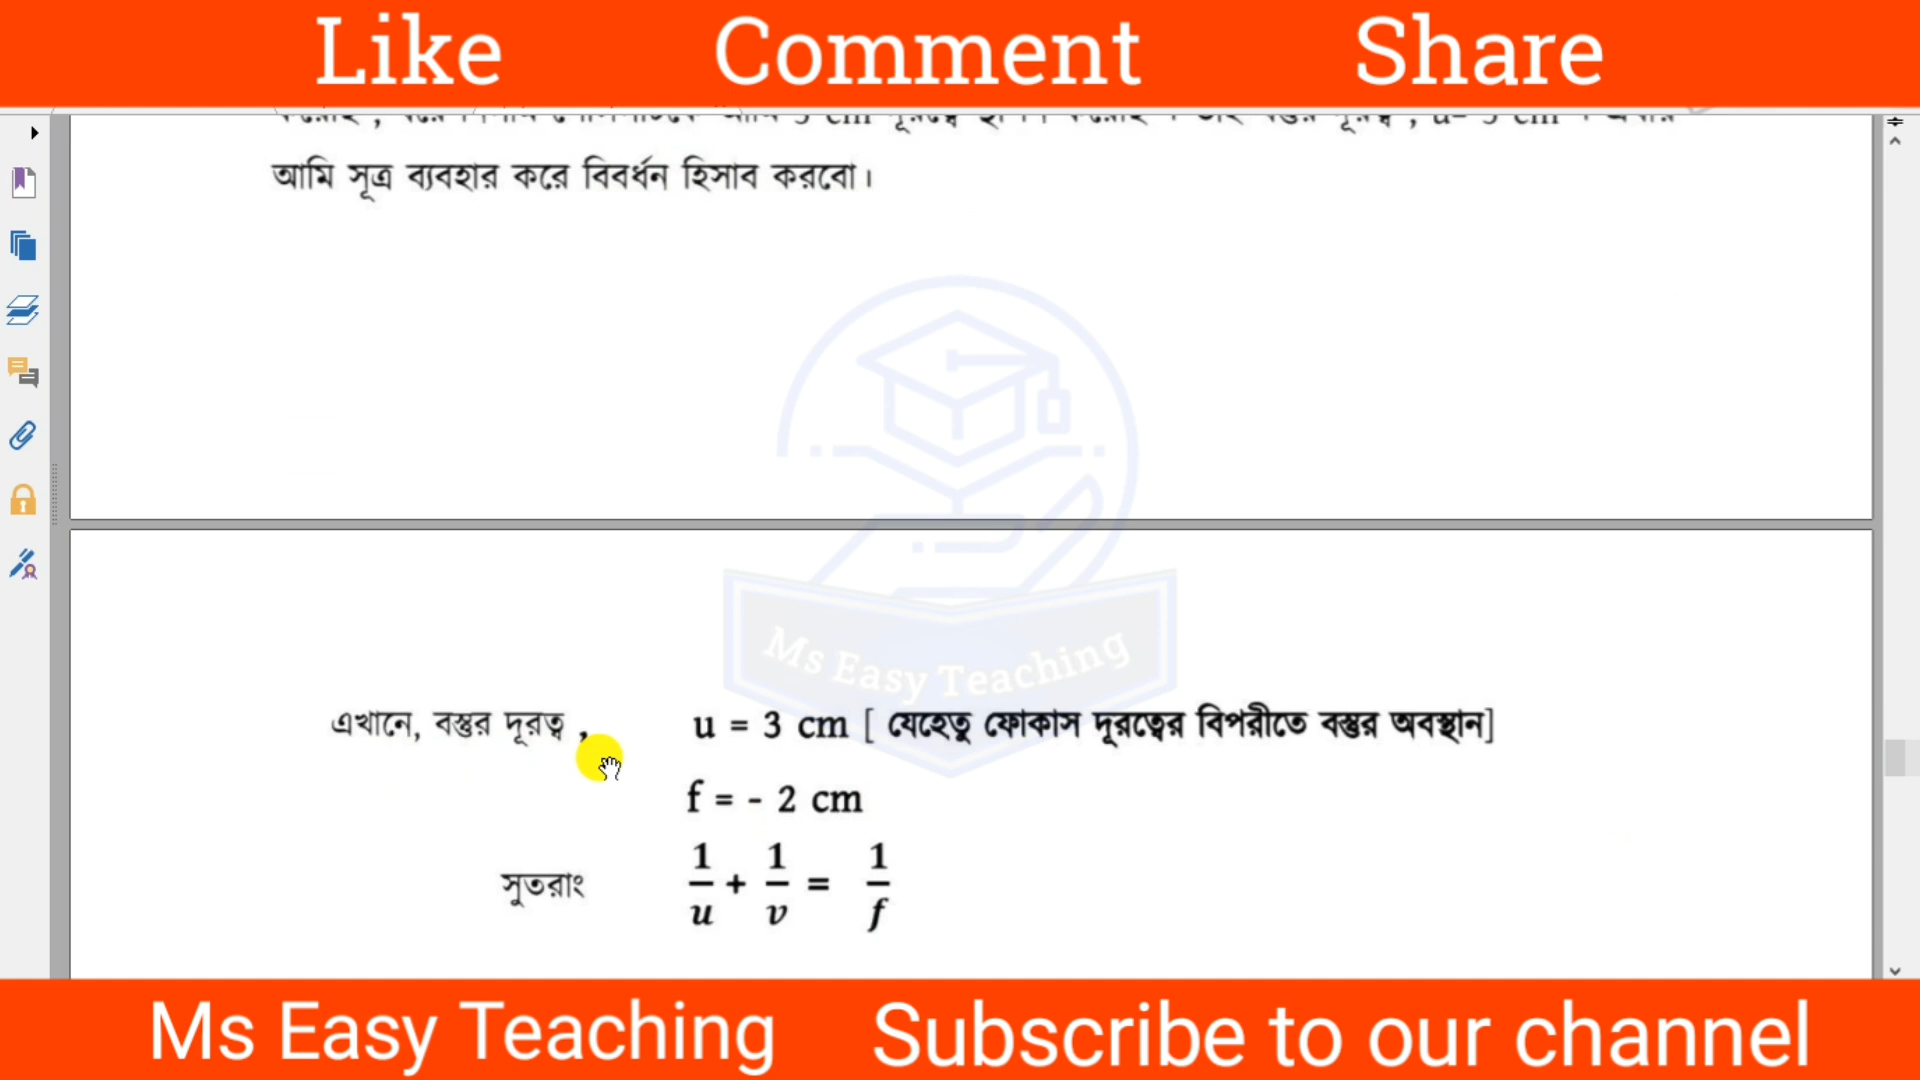 Like Comment Share
আমি সূত্র ব্যবহার করে বিবর্ধন হিসাব করবো।
Ms Easy Teaching
এখানে, বস্তুর দূরত্ব , u = 3 cm [ যেহেতু ফোকাস দূরত্বের বিপরীতে বস্তুর অবস্থান]
f = - 2 cm
সুতরাং 1/u + 1/v = 1/f
Ms Easy Teaching Subscribe to our channel